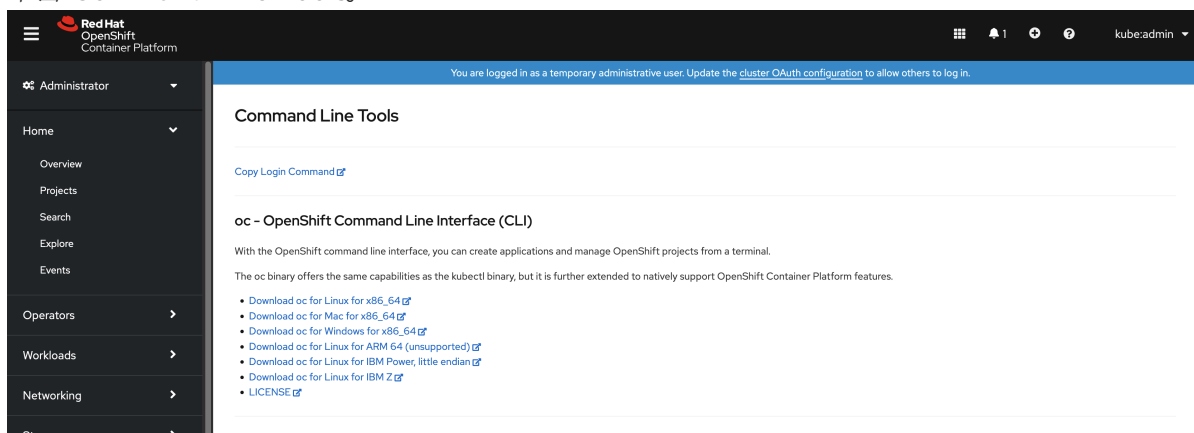 Red Hat
OpenShift
Container Platform
1
kube:admin
Administrator
You are logged in as a temporary administrative user. Update the cluster OAuth configuration to allow others to log in.
Home
Overview
Projects
Search
Explore
Events
Operators
Workloads
Networking
Command Line Tools
Copy Login Command
oc - OpenShift Command Line Interface (CLI)
With the OpenShift command line interface, you can create applications and manage OpenShift projects from a terminal.
The oc binary offers the same capabilities as the kubectl binary, but it is further extended to natively support OpenShift Container Platform features.
• Download oc for Linux for x86_64
• Download oc for Mac for x86_64
• Download oc for Windows for x86_64
• Download oc for Linux for ARM 64 (unsupported)
• Download oc for Linux for IBM Power, little endian
• Download oc for Linux for IBM Z
• LICENSE